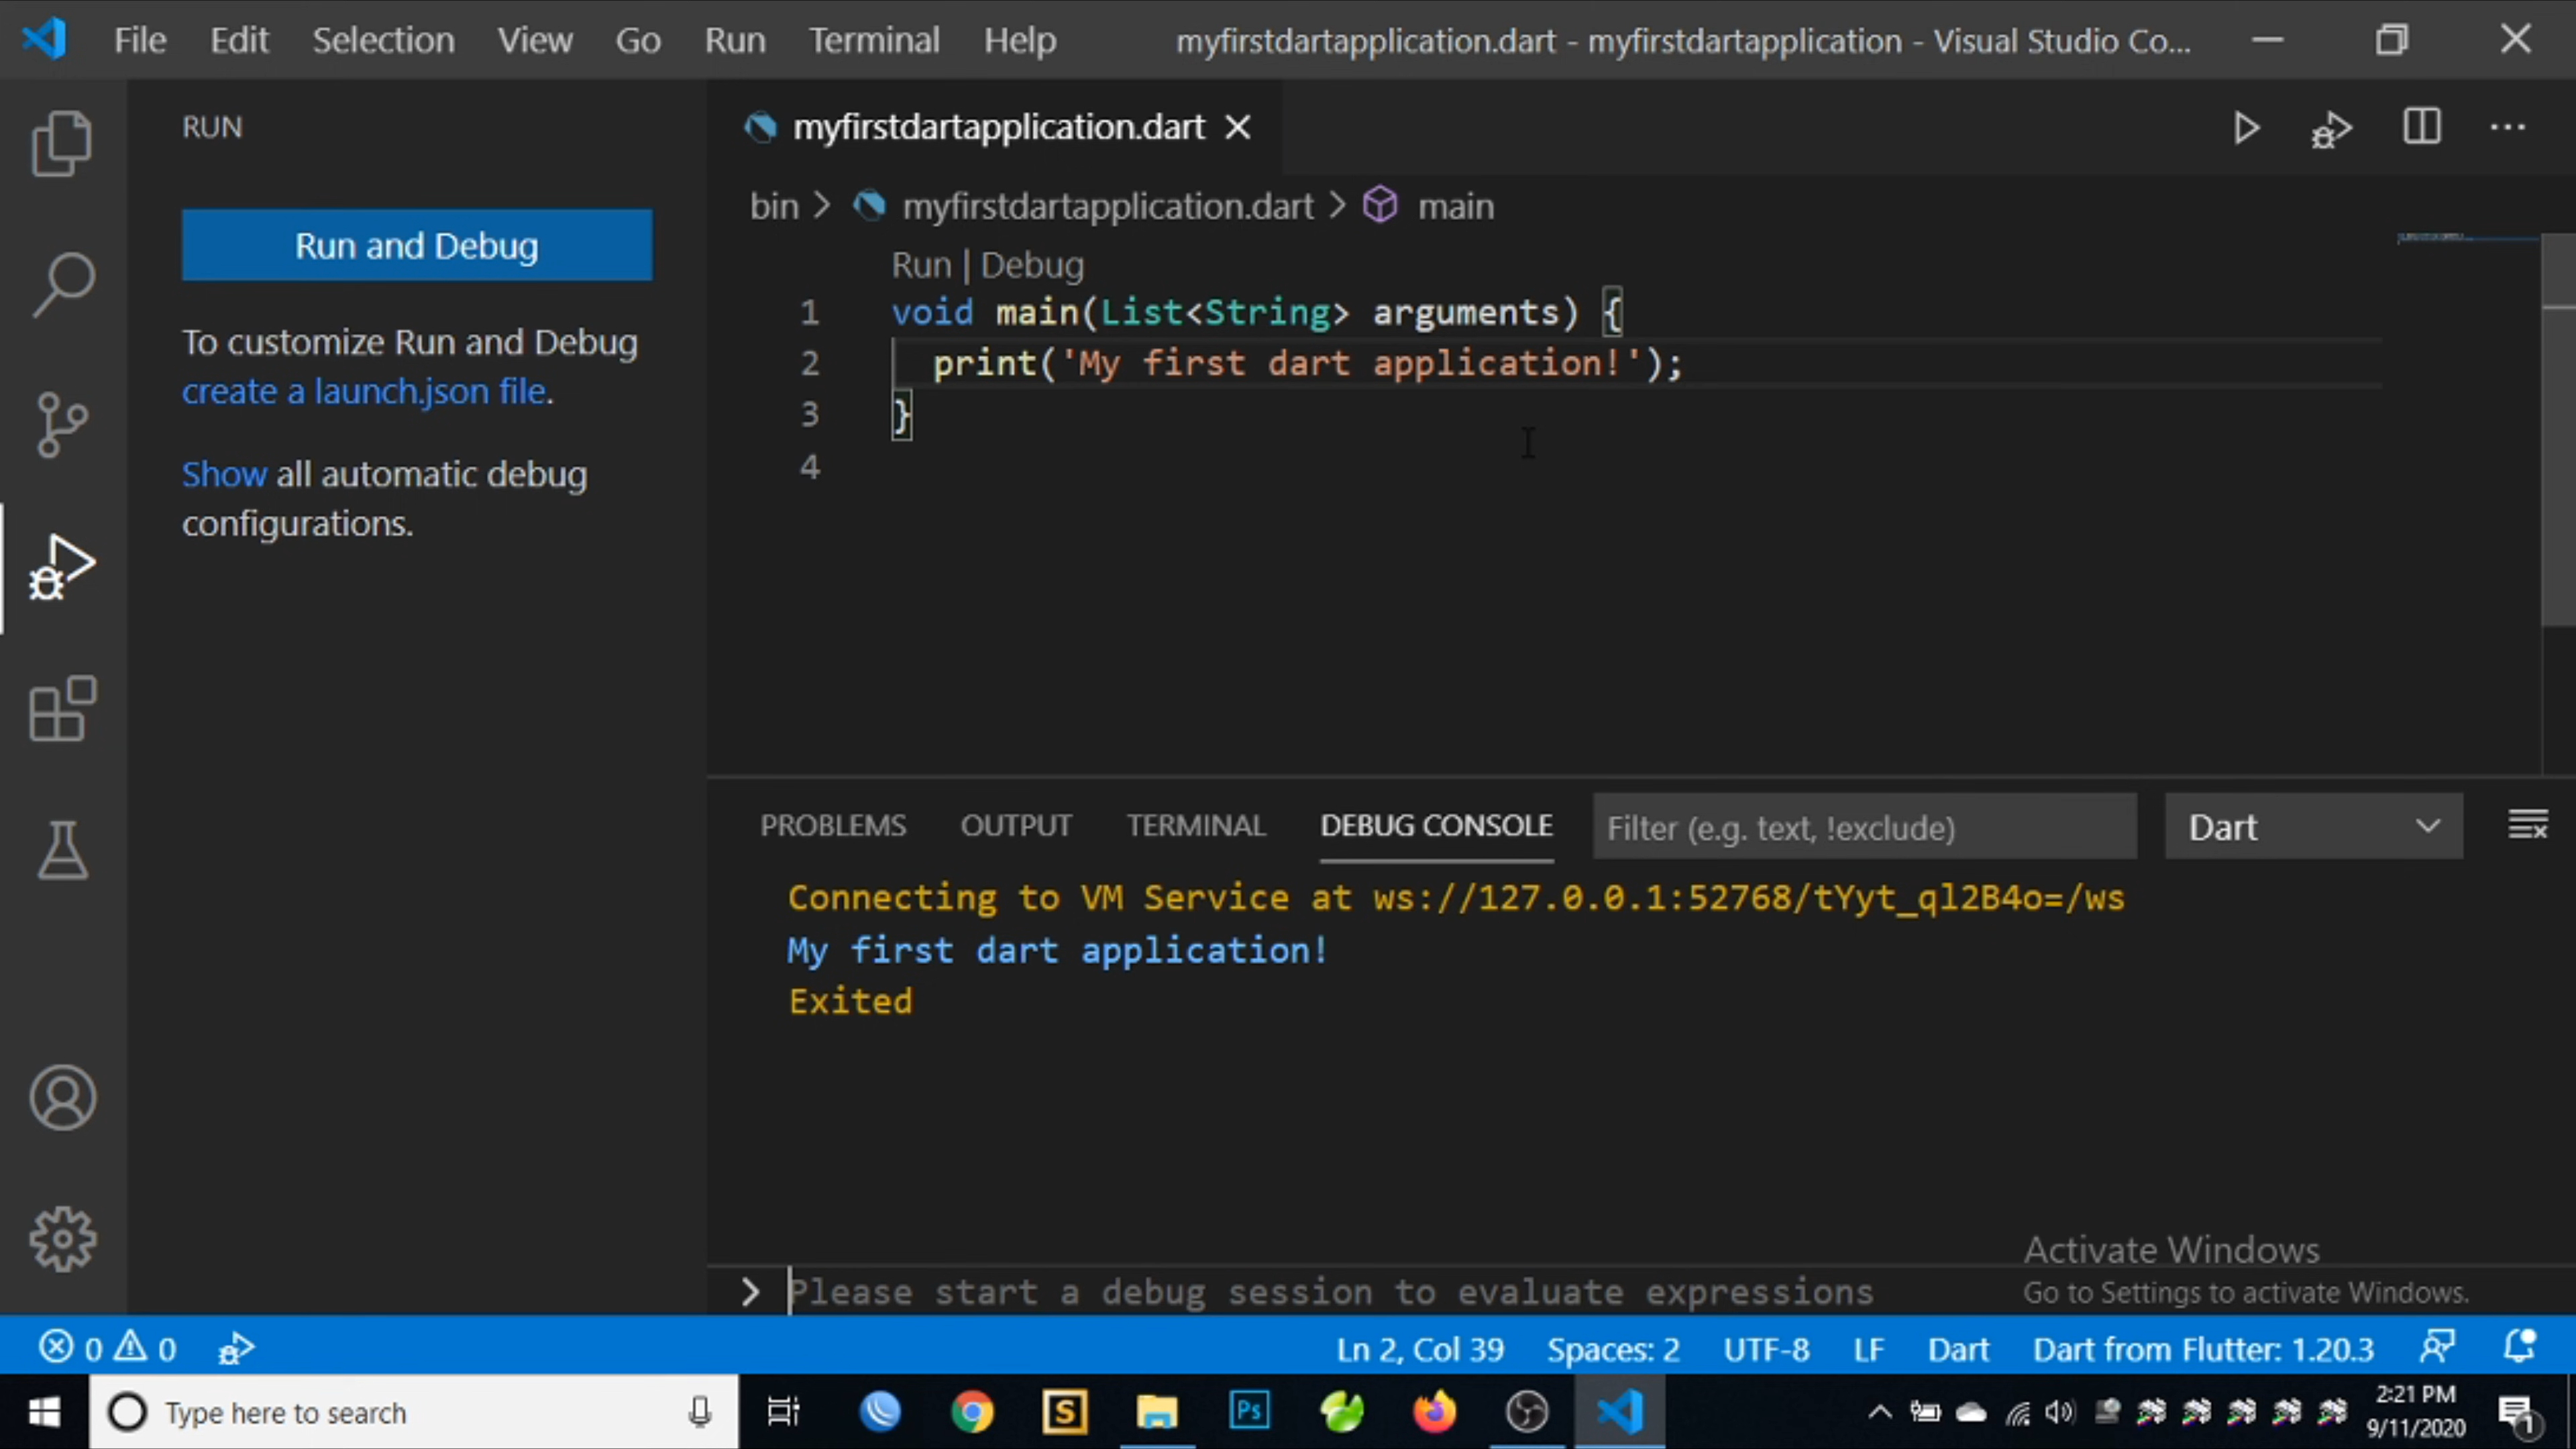 File Edit Selection View Go Run Terminal Help myfirstdartapplication.dart - myfirstdartapplication - Visual Studio Co...
RUN
myfirstdartapplication.dart
Run and Debug
To customize Run and Debug
create a launch.json file.
Show all automatic debug
configurations.
bin > myfirstdartapplication.dart > main
Run | Debug
1 void main(List<String> arguments) {
2 print('My first dart application!');
3 }
4
PROBLEMS OUTPUT TERMINAL DEBUG CONSOLE Filter (e.g. text, !exclude) Dart
Connecting to VM Service at ws://127.0.0.1:52768/tYyt_ql2B4o=/ws
My first dart application!
Exited
Activate Windows
Go to Settings to activate Windows.
> Please start a debug session to evaluate expressions
0 0 Ln 2, Col 39 Spaces: 2 UTF-8 LF Dart Dart from Flutter: 1.20.3
Type here to search S Ps 2:21 PM
9/11/2020 1